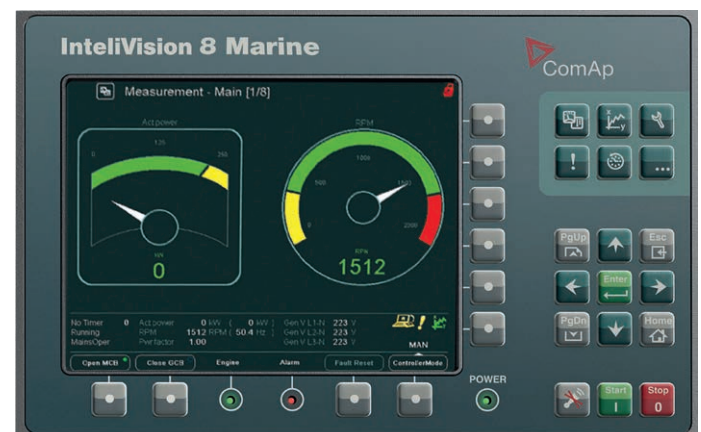 InteliVision 8 Marine
ComAp
Measurement - Main [1/8]
Act power
RPM
0 125 250
kW
0
0 500 1000 1500 2000
RPM
1512
No Timer 0 Act power 0 kW ( 0 kW ) Gen V L1-N 223 V
Running RPM 1512 RPM ( 50.4 Hz ) Gen V L2-N 223 V
MainsOper Pwr factor 1.00 Gen V L3-N 223 V
MAN
Open MCB Close GCB Engine Alarm Fault Reset ControllerMode
POWER
x y
! ...
PgUp Esc
Enter
PgDn Home
Start Stop
I 0